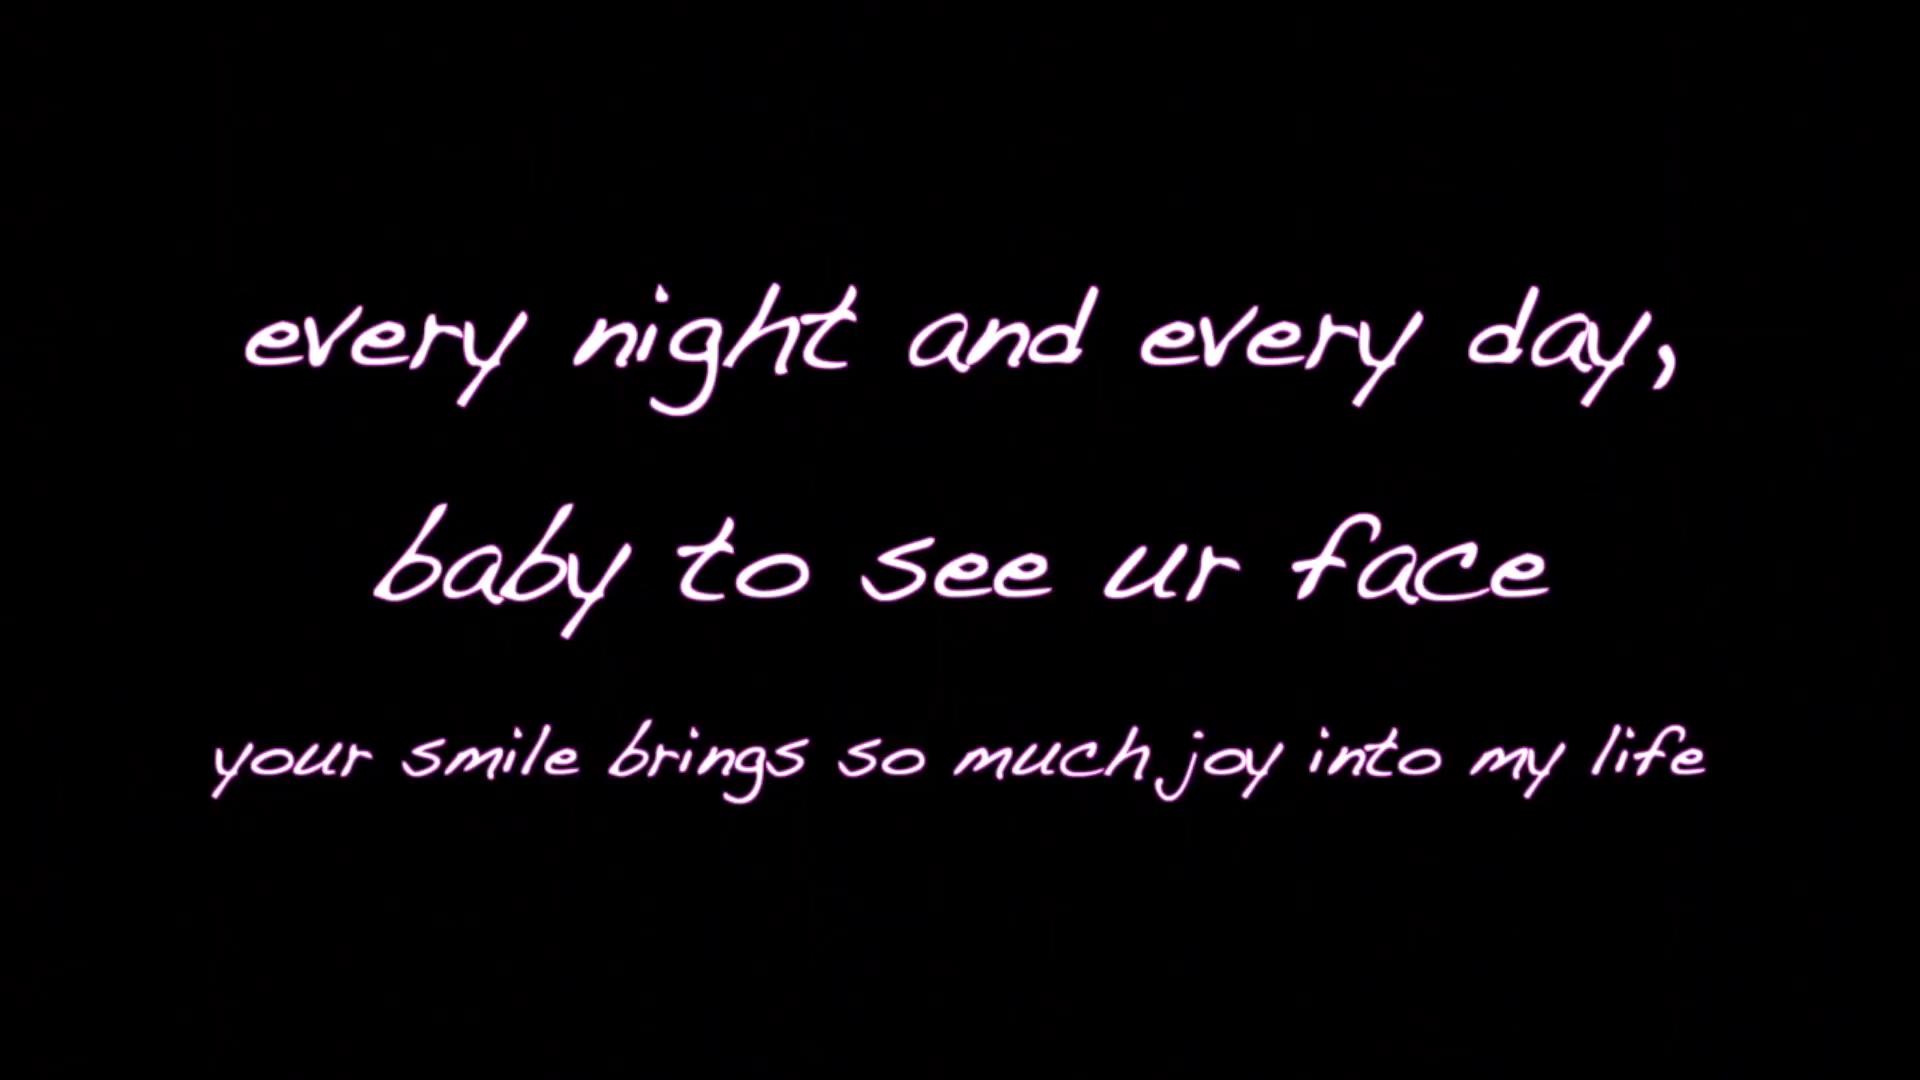 every night and every day,
baby to see ur face
your smile brings so much joy into my life